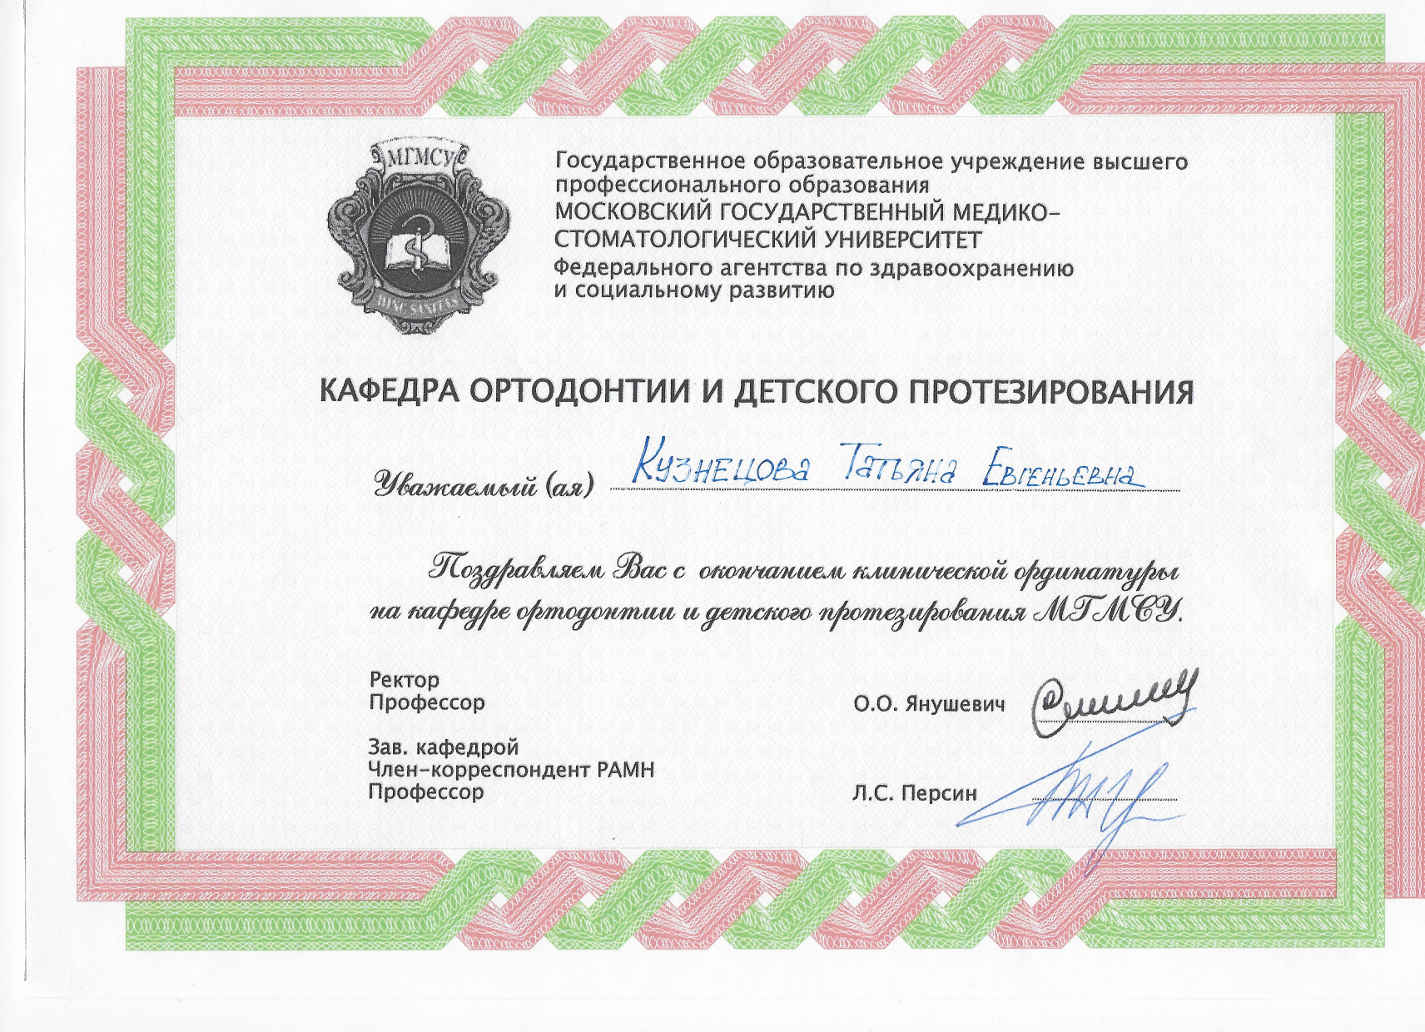 МГМСУ
HINC SANITAS
Государственное образовательное учреждение высшего
профессионального образования
МОСКОВСКИЙ ГОСУДАРСТВЕННЫЙ МЕДИКО-
СТОМАТОЛОГИЧЕСКИЙ УНИВЕРСИТЕТ
Федерального агентства по здравоохранению
и социальному развитию
КАФЕДРА ОРТОДОНТИИ И ДЕТСКОГО ПРОТЕЗИРОВАНИЯ
Уважаемый (ая) Кузнецова Татьяна Евгеньевна
Поздравляем Вас с окончанием клинической ординатуры
на кафедре ортодонтии и детского протезирования МГМСУ.
Ректор
Профессор О.О. Янушевич
Зав. кафедрой
Член-корреспондент РАМН
Профессор Л.С. Персин